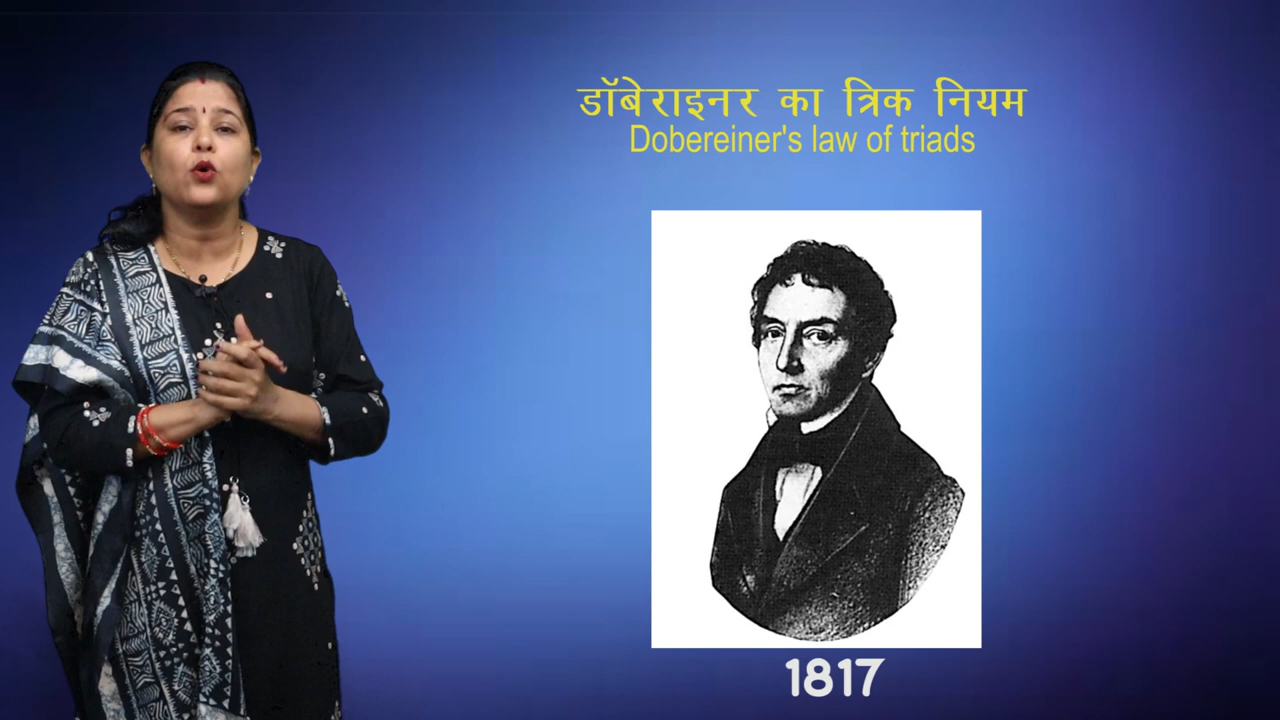 डॉबेराइनर का त्रिक नियम
Dobereiner's law of triads
1817